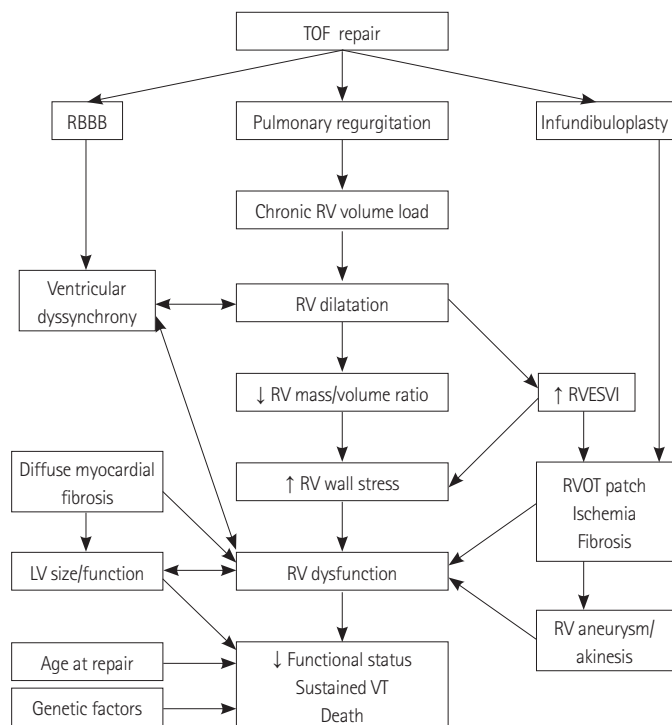 TOF repair
RBBB
Pulmonary regurgitation
Infundibuloplasty
Chronic RV volume load
Ventricular
dyssynchrony
RV dilatation
↓ RV mass/volume ratio
↑ RVESVI
Diffuse myocardial
fibrosis
↑ RV wall stress
RVOT patch
Ischemia
Fibrosis
LV size/function
RV dysfunction
RV aneurysm/
akinesis
Age at repair
Genetic factors
↓ Functional status
Sustained VT
Death